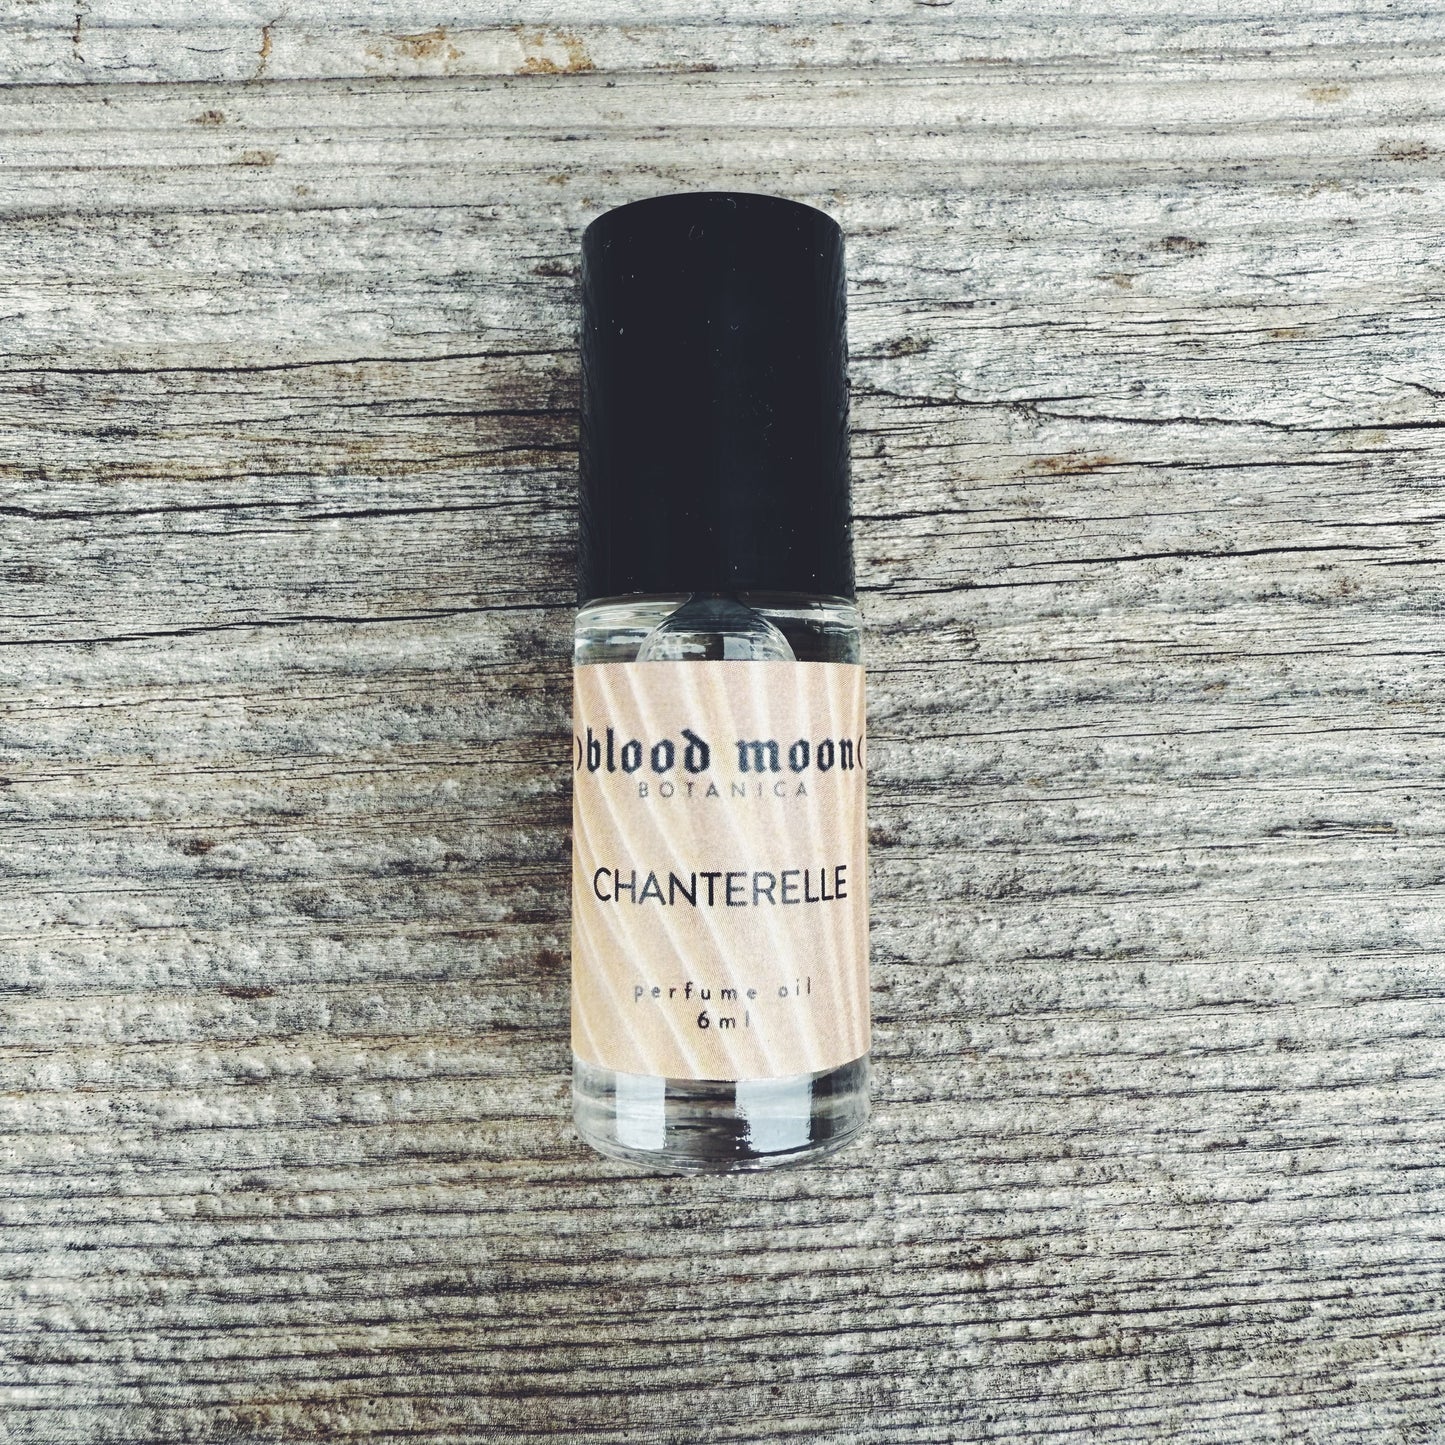 )blood moon(
BOTANICA
CHANTERELLE
perfume oil
6ml